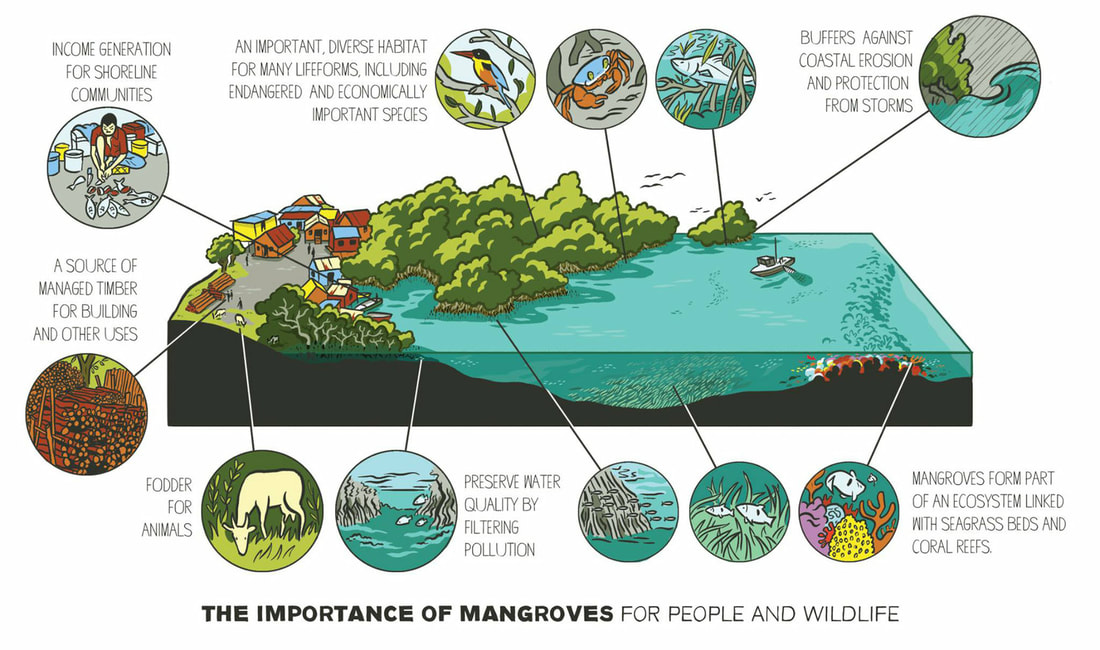 INCOME GENERATION
FOR SHORELINE
COMMUNITIES
AN IMPORTANT, DIVERSE HABITAT
FOR MANY LIFEFORMS, INCLUDING
ENDANGERED AND ECONOMICALLY
IMPORTANT SPECIES
BUFFERS AGAINST
COASTAL EROSION
AND PROTECTION
FROM STORMS
A SOURCE OF
MANAGED TIMBER
FOR BUILDING
AND OTHER USES
FODDER
FOR
ANIMALS
PRESERVE WATER
QUALITY BY
FILTERING
POLLUTION
MANGROVES FORM PART
OF AN ECOSYSTEM LINKED
WITH SEAGRASS BEDS AND
CORAL REEFS.
THE IMPORTANCE OF MANGROVES FOR PEOPLE AND WILDLIFE